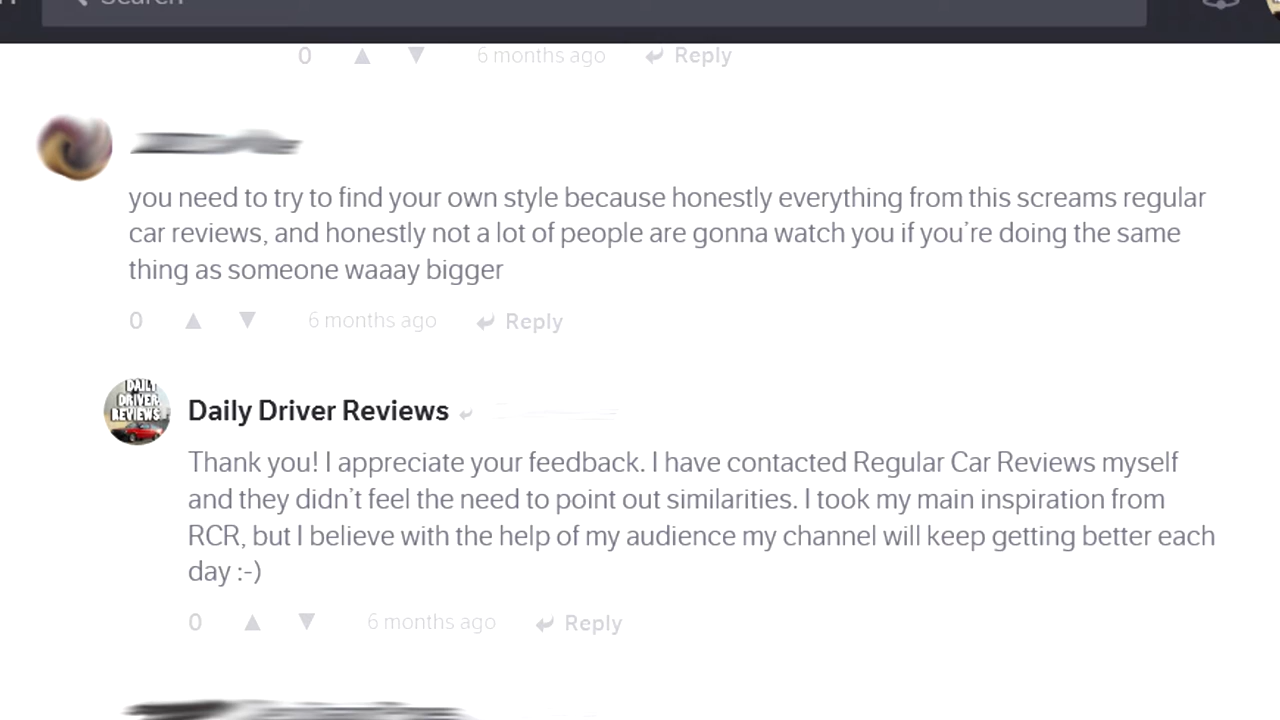 Search
0 6 months ago Reply
you need to try to find your own style because honestly everything from this screams regular
car reviews, and honestly not a lot of people are gonna watch you if you’re doing the same
thing as someone waaay bigger
0 6 months ago Reply
DAILY
DRIVER
REVIEWS
Daily Driver Reviews
Thank you! I appreciate your feedback. I have contacted Regular Car Reviews myself
and they didn’t feel the need to point out similarities. I took my main inspiration from
RCR, but I believe with the help of my audience my channel will keep getting better each
day :-)
0 6 months ago Reply